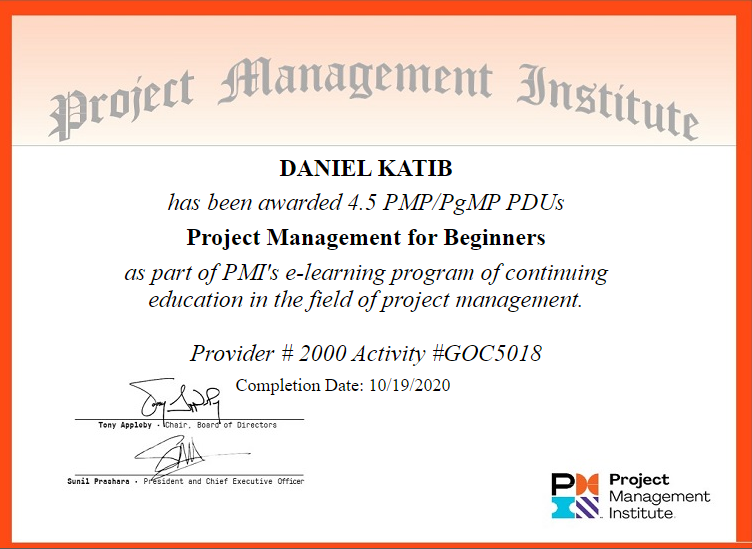 Project Management Institute
DANIEL KATIB
has been awarded 4.5 PMP/PgMP PDUs
Project Management for Beginners
as part of PMI's e-learning program of continuing
education in the field of project management.
Provider # 2000 Activity #GOC5018
Completion Date: 10/19/2020
Tony Appleby · Chair, Board of Directors
Sunil Prashara · President and Chief Executive Officer
Project
Management
Institute